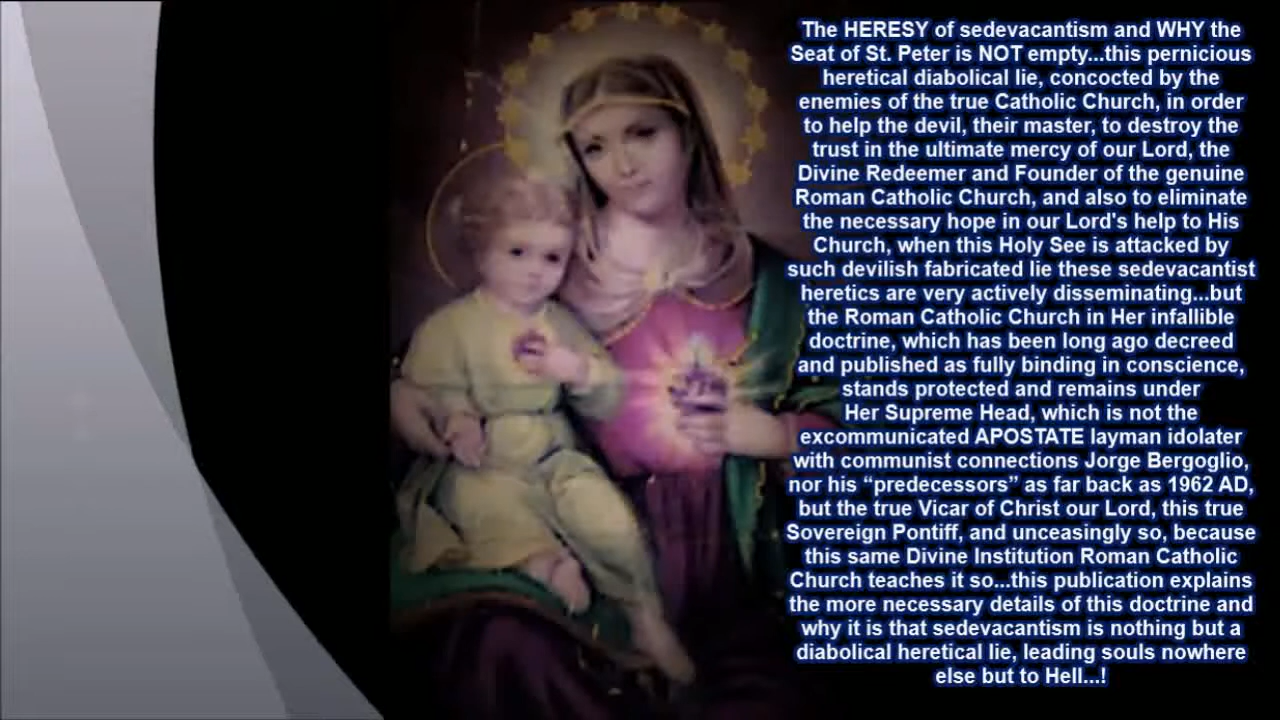 The HERESY of sedevacantism and WHY the
Seat of St. Peter is NOT empty...this pernicious
heretical diabolical lie, concocted by the
enemies of the true Catholic Church, in order
to help the devil, their master, to destroy the
trust in the ultimate mercy of our Lord, the
Divine Redeemer and Founder of the genuine
Roman Catholic Church, and also to eliminate
the necessary hope in our Lord's help to His
Church, when this Holy See is attacked by
such devilish fabricated lie these sedevacantist
heretics are very actively disseminating...but
the Roman Catholic Church in Her infallible
doctrine, which has been long ago decreed
and published as fully binding in conscience,
stands protected and remains under
Her Supreme Head, which is not the
excommunicated APOSTATE layman idolater
with communist connections Jorge Bergoglio,
nor his “predecessors” as far back as 1962 AD,
but the true Vicar of Christ our Lord, this true
Sovereign Pontiff, and unceasingly so, because
this same Divine Institution Roman Catholic
Church teaches it so...this publication explains
the more necessary details of this doctrine and
why it is that sedevacantism is nothing but a
diabolical heretical lie, leading souls nowhere
else but to Hell...!